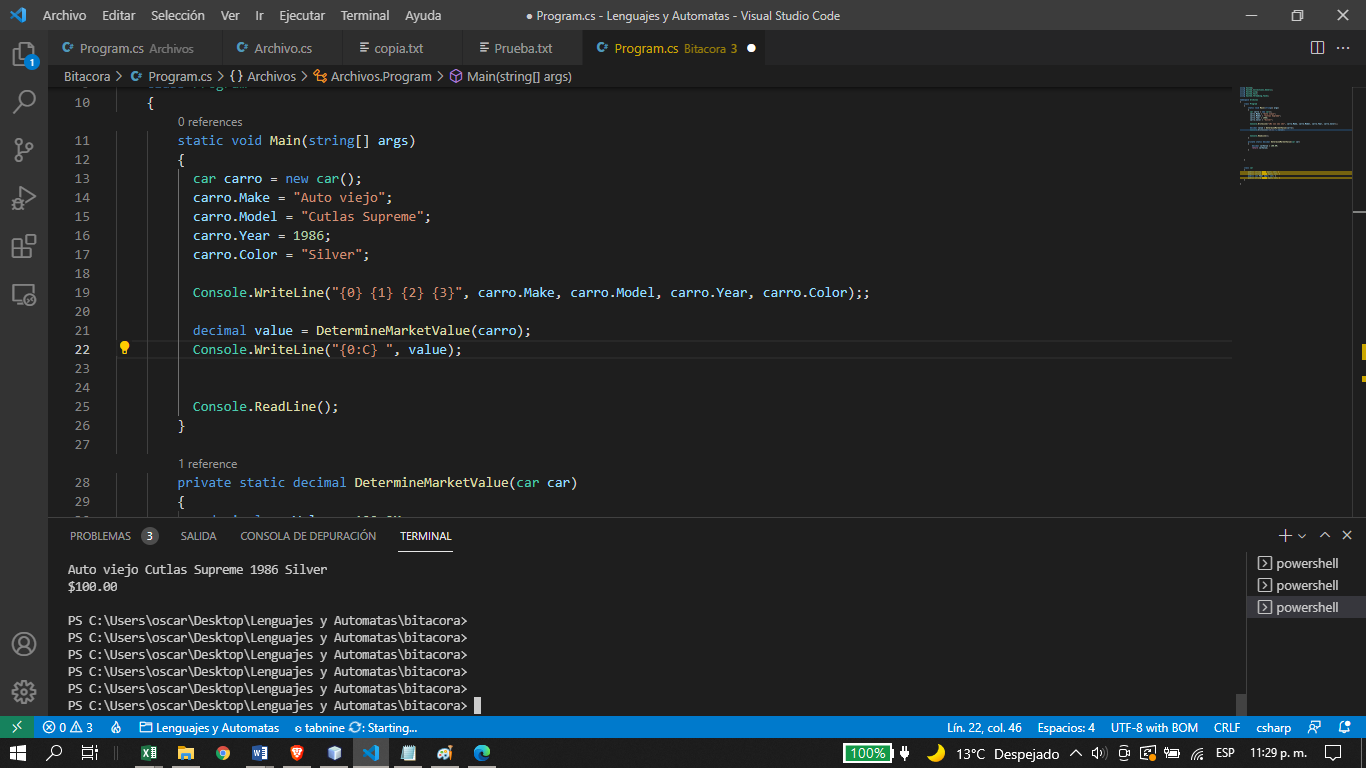 Archivo Editar Selección Ver Ir Ejecutar Terminal Ayuda ● Program.cs - Lenguajes y Automatas - Visual Studio Code
Program.cs Archivos Archivo.cs copia.txt Prueba.txt Program.cs Bitacora 3
Bitacora > Program.cs > {} Archivos > Archivos.Program > Main(string[] args)
10 {
0 references
11 static void Main(string[] args)
12 {
13 car carro = new car();
14 carro.Make = "Auto viejo";
15 carro.Model = "Cutlas Supreme";
16 carro.Year = 1986;
17 carro.Color = "Silver";
18
19 Console.WriteLine("{0} {1} {2} {3}", carro.Make, carro.Model, carro.Year, carro.Color);;
20
21 decimal value = DetermineMarketValue(carro);
22 Console.WriteLine("{0:C} ", value);
23
24
25 Console.ReadLine();
26 }
27
1 reference
28 private static decimal DetermineMarketValue(car car)
29 {
PROBLEMAS 3 SALIDA CONSOLA DE DEPURACIÓN TERMINAL
Auto viejo Cutlas Supreme 1986 Silver
$100.00
PS C:\Users\oscar\Desktop\Lenguajes y Automatas\bitacora>
PS C:\Users\oscar\Desktop\Lenguajes y Automatas\bitacora>
PS C:\Users\oscar\Desktop\Lenguajes y Automatas\bitacora>
PS C:\Users\oscar\Desktop\Lenguajes y Automatas\bitacora>
PS C:\Users\oscar\Desktop\Lenguajes y Automatas\bitacora>
PS C:\Users\oscar\Desktop\Lenguajes y Automatas\bitacora>
powershell
powershell
powershell
1
0 3 Lenguajes y Automatas tabnine : Starting... Lín. 22, col. 46 Espacios: 4 UTF-8 with BOM CRLF csharp
100% 13°C Despejado ESP 11:29 p. m.